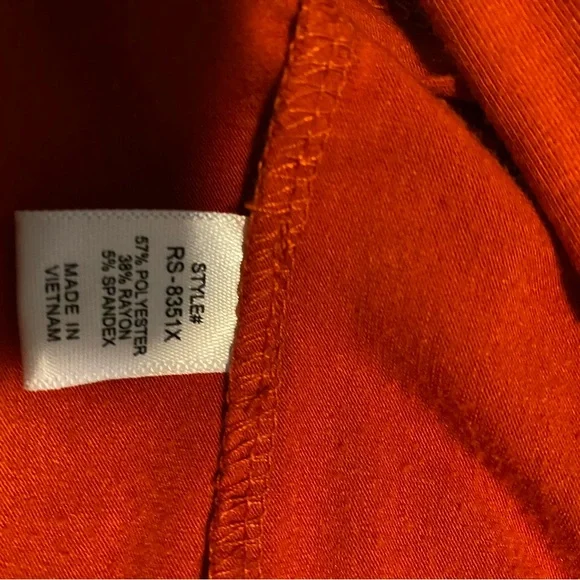 STYLE#
RS-8351X
57% POLYESTER
38% RAYON
5% SPANDEX
MADE IN
VIETNAM